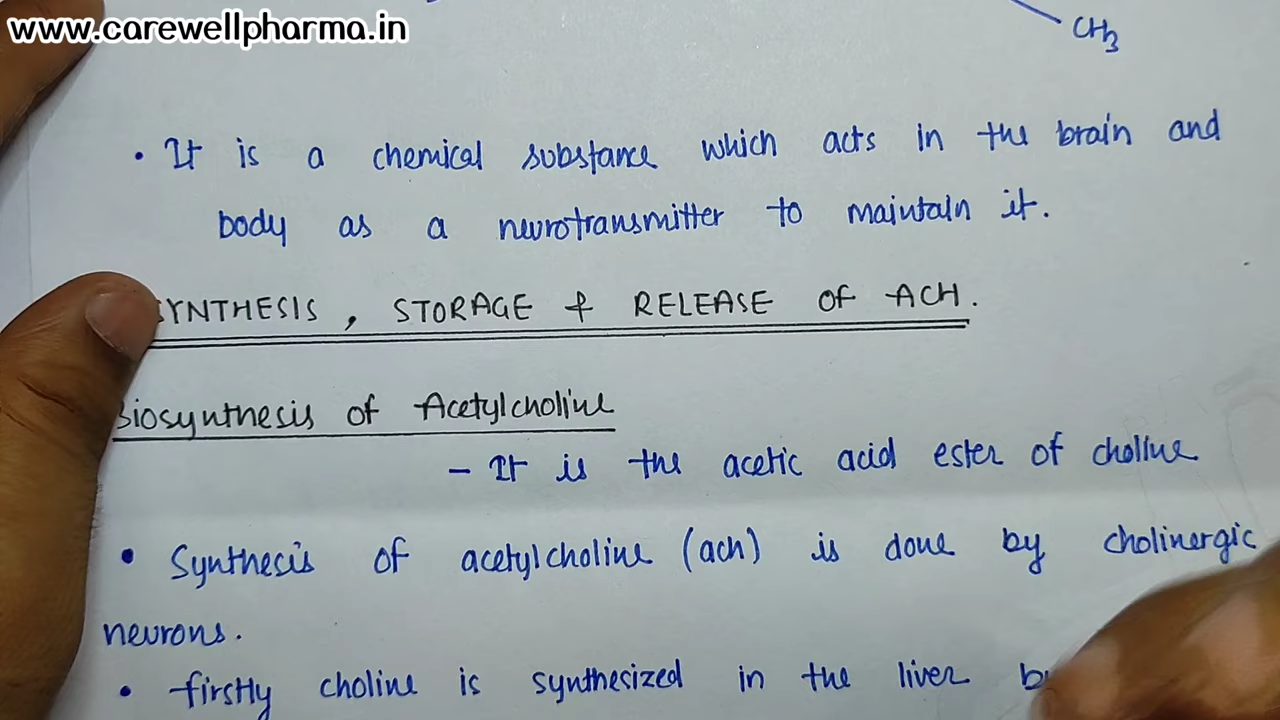 www.carewellpharma.in
CH3
• It is a chemical substance which acts in the brain and
body as a neurotransmitter to maintain it.
SYNTHESIS, STORAGE & RELEASE OF ACH.
Biosynthesis of Acetylcholine
- It is the acetic acid ester of choline
• Synthesis of acetylcholine (ach) is done by cholinergic
neurons.
• firstly choline is synthesized in the liver